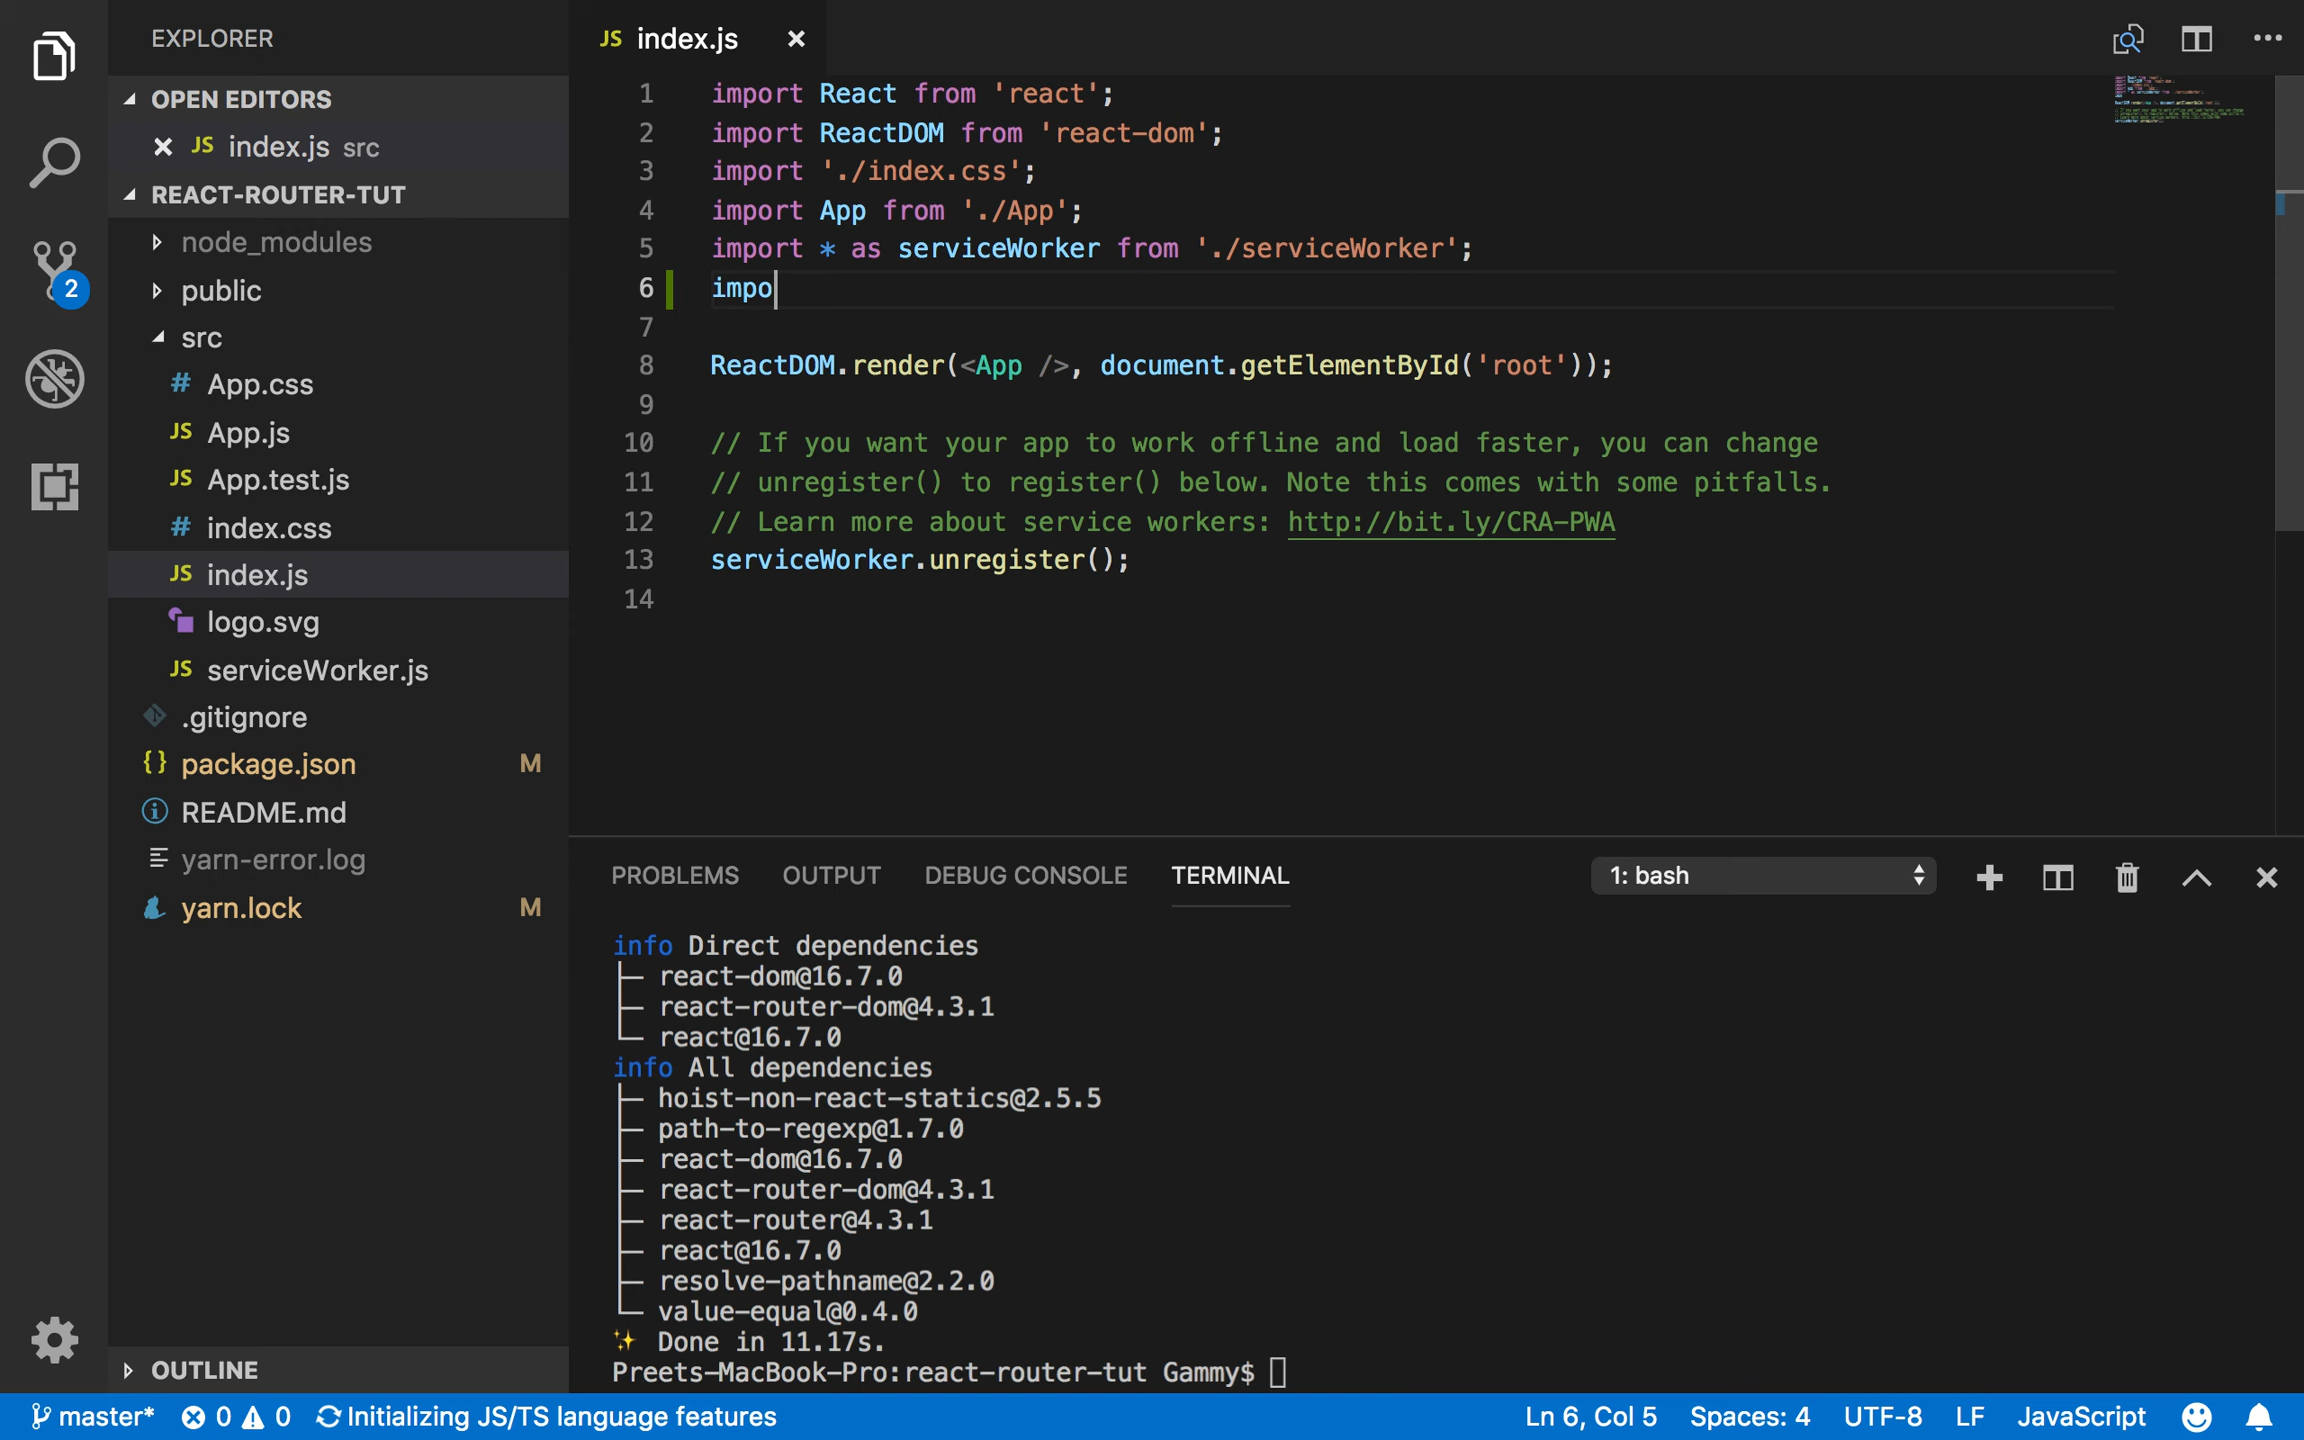 EXPLORER
OPEN EDITORS
JS index.js src
REACT-ROUTER-TUT
node_modules
public
src
# App.css
JS App.js
JS App.test.js
# index.css
JS index.js
logo.svg
JS serviceWorker.js
.gitignore
{} package.json M
README.md
yarn-error.log
yarn.lock M
OUTLINE
2
JS index.js
1 import React from 'react';
2 import ReactDOM from 'react-dom';
3 import './index.css';
4 import App from './App';
5 import * as serviceWorker from './serviceWorker';
6 impo
7
8 ReactDOM.render(<App />, document.getElementById('root'));
9
10 // If you want your app to work offline and load faster, you can change
11 // unregister() to register() below. Note this comes with some pitfalls.
12 // Learn more about service workers: http://bit.ly/CRA-PWA
13 serviceWorker.unregister();
14
PROBLEMS OUTPUT DEBUG CONSOLE TERMINAL 1: bash
info Direct dependencies
├─ react-dom@16.7.0
├─ react-router-dom@4.3.1
└─ react@16.7.0
info All dependencies
├─ hoist-non-react-statics@2.5.5
├─ path-to-regexp@1.7.0
├─ react-dom@16.7.0
├─ react-router-dom@4.3.1
├─ react-router@4.3.1
├─ react@16.7.0
├─ resolve-pathname@2.2.0
└─ value-equal@0.4.0
✨ Done in 11.17s.
Preets-MacBook-Pro:react-router-tut Gammy$
master* 0 0 Initializing JS/TS language features Ln 6, Col 5 Spaces: 4 UTF-8 LF JavaScript